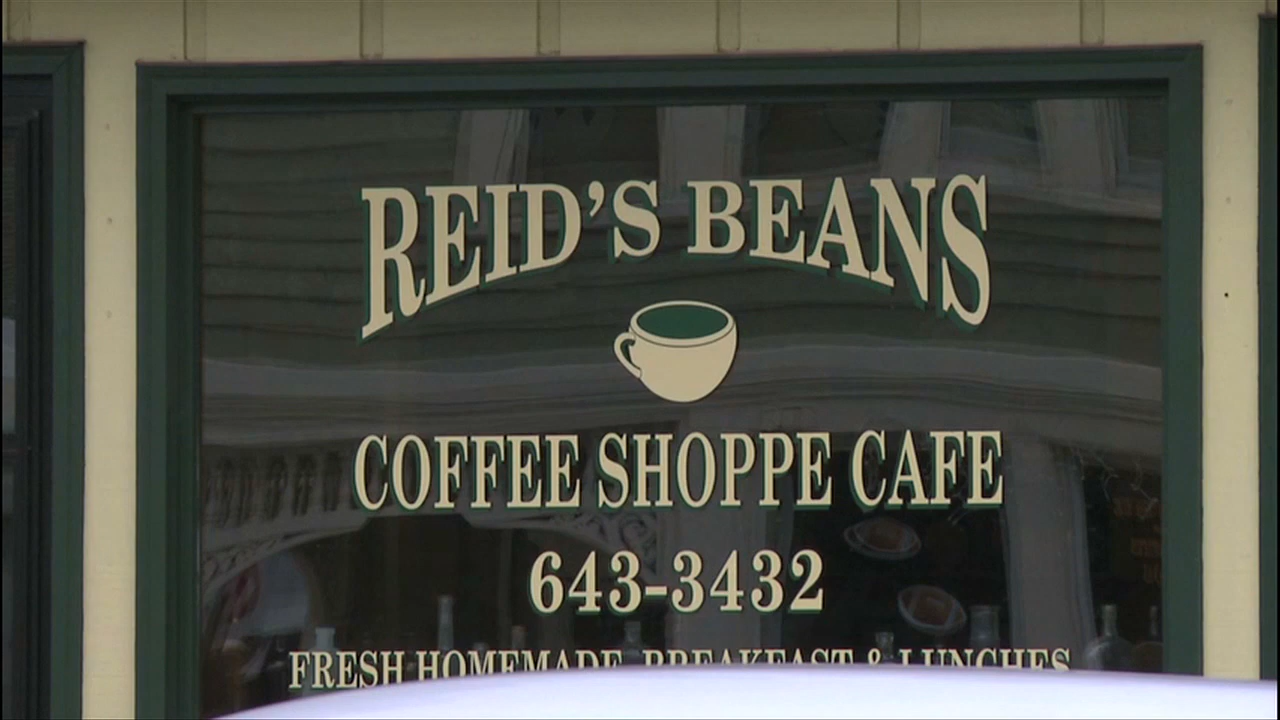 REID'S BEANS
COFFEE SHOPPE CAFE
643-3432
FRESH HOMEMADE BREAKFAST & LUNCHES